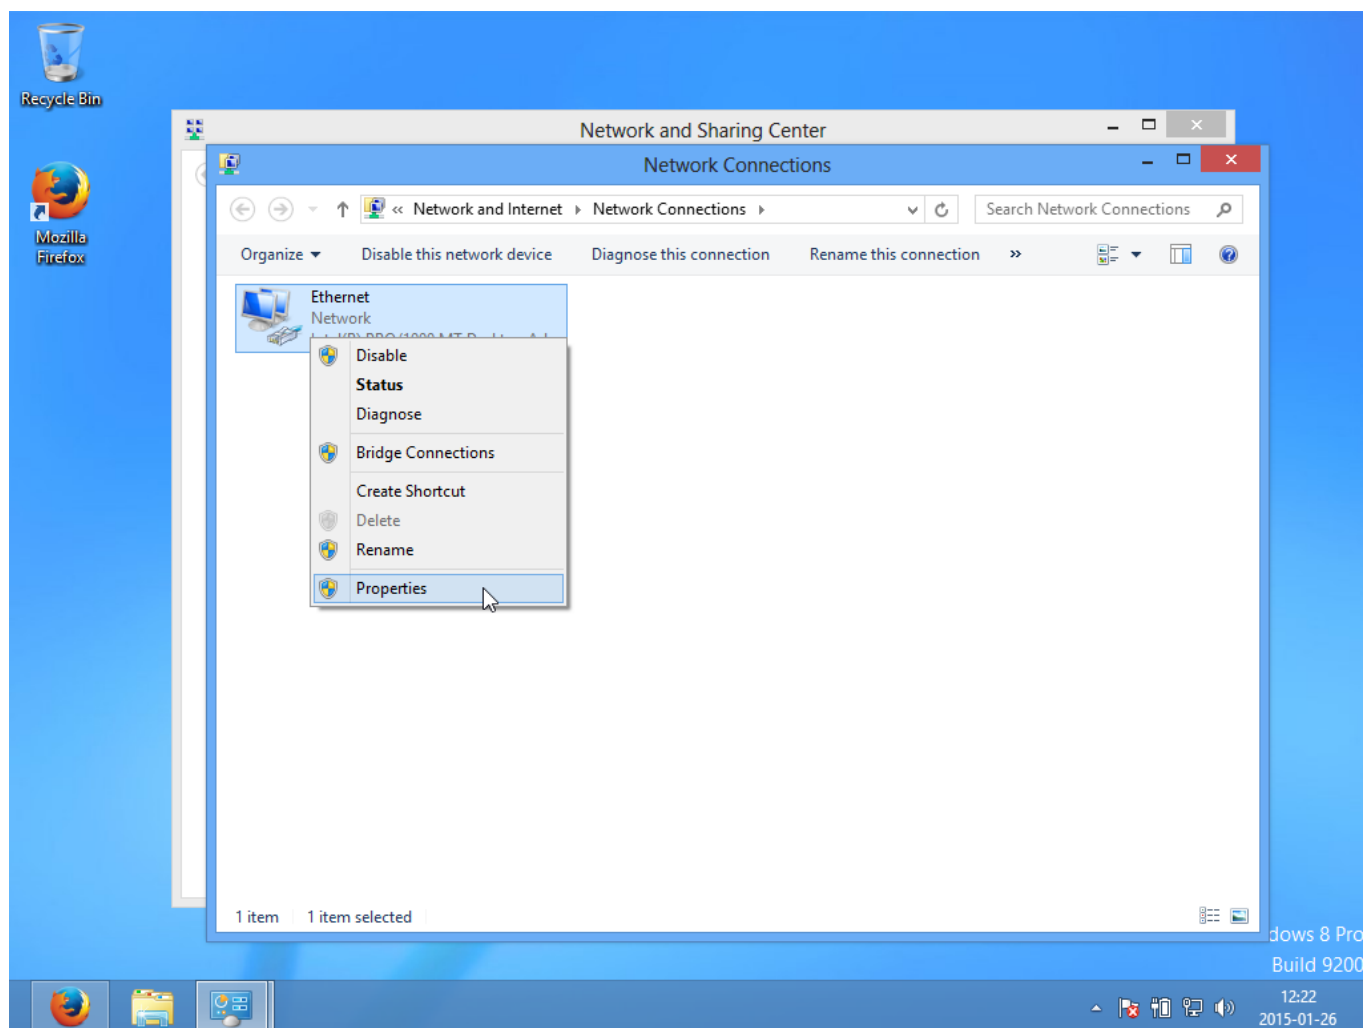 Recycle Bin
Mozilla
Firefox
Network and Sharing Center
Network Connections
« Network and Internet Network Connections
Search Network Connections
Organize
Disable this network device
Diagnose this connection
Rename this connection
»
Ethernet
Network
Disable
Status
Diagnose
Bridge Connections
Create Shortcut
Delete
Rename
Properties
1 item
1 item selected
dows 8 Pro
Build 9200
12:22
2015-01-26